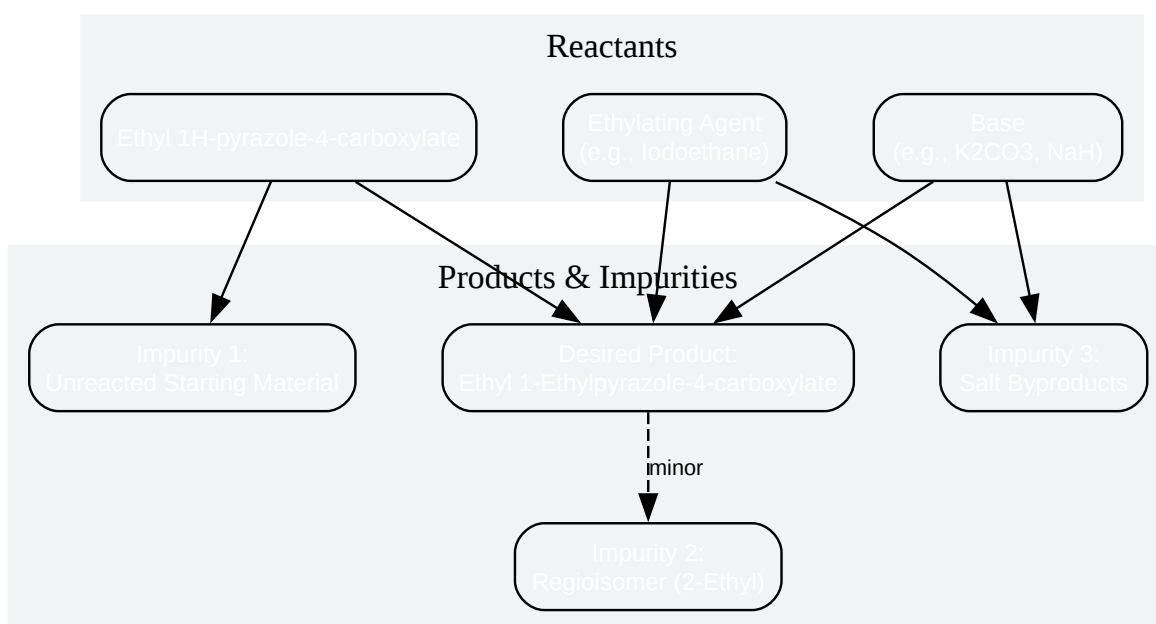 Reactants
Ethyl 1H-pyrazole-4-carboxylate
Ethylating Agent
(e.g., Iodoethane)
Base
(e.g., K2CO3, NaH)
Products & Impurities
Impurity 1:
Unreacted Starting Material
Desired Product:
Ethyl 1-Ethylpyrazole-4-carboxylate
Impurity 3:
Salt Byproducts
minor
Impurity 2:
Regioisomer (2-Ethyl)